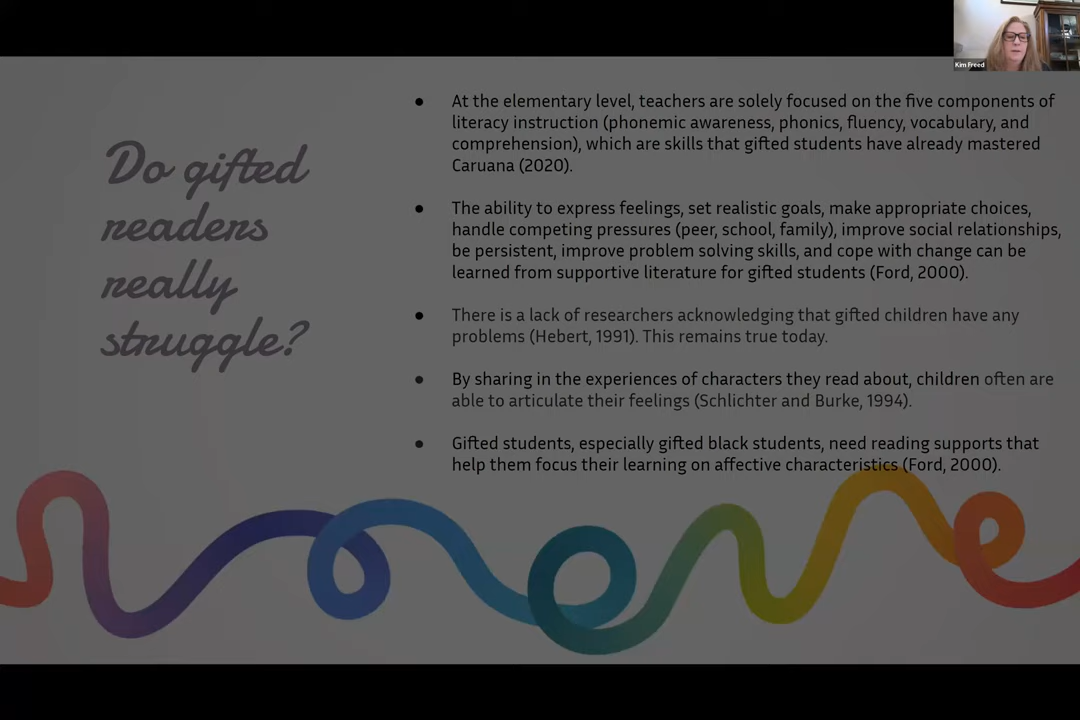 Kim Freed
Do gifted
readers
really
struggle?
● At the elementary level, teachers are solely focused on the five components of
literacy instruction (phonemic awareness, phonics, fluency, vocabulary, and
comprehension), which are skills that gifted students have already mastered
Caruana (2020).
● The ability to express feelings, set realistic goals, make appropriate choices,
handle competing pressures (peer, school, family), improve social relationships,
be persistent, improve problem solving skills, and cope with change can be
learned from supportive literature for gifted students (Ford, 2000).
● There is a lack of researchers acknowledging that gifted children have any
problems (Hebert, 1991). This remains true today.
● By sharing in the experiences of characters they read about, children often are
able to articulate their feelings (Schlichter and Burke, 1994).
● Gifted students, especially gifted black students, need reading supports that
help them focus their learning on affective characteristics (Ford, 2000).